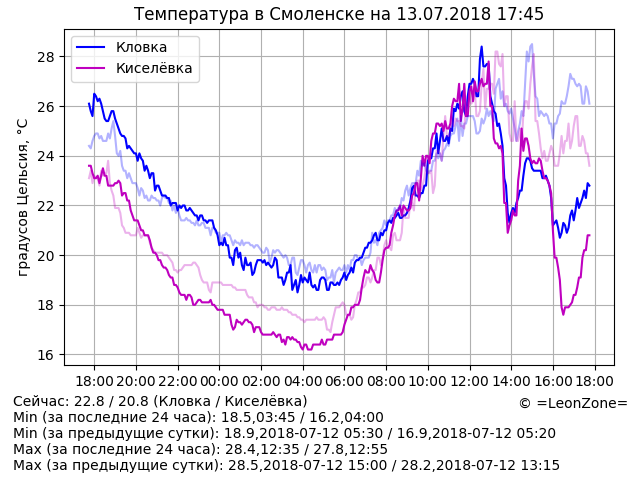 Температура в Смоленске на 13.07.2018 17:45
Кловка
Киселёвка
градусов Цельсия, °C
28
26
24
22
20
18
16
18:00 20:00 22:00 00:00 02:00 04:00 06:00 08:00 10:00 12:00 14:00 16:00 18:00
Сейчас: 22.8 / 20.8 (Кловка / Киселёвка)
© =LeonZone=
Min (за последние 24 часа): 18.5,03:45 / 16.2,04:00
Min (за предыдущие сутки): 18.9,2018-07-12 05:30 / 16.9,2018-07-12 05:20
Max (за последние 24 часа): 28.4,12:35 / 27.8,12:55
Max (за предыдущие сутки): 28.5,2018-07-12 15:00 / 28.2,2018-07-12 13:15